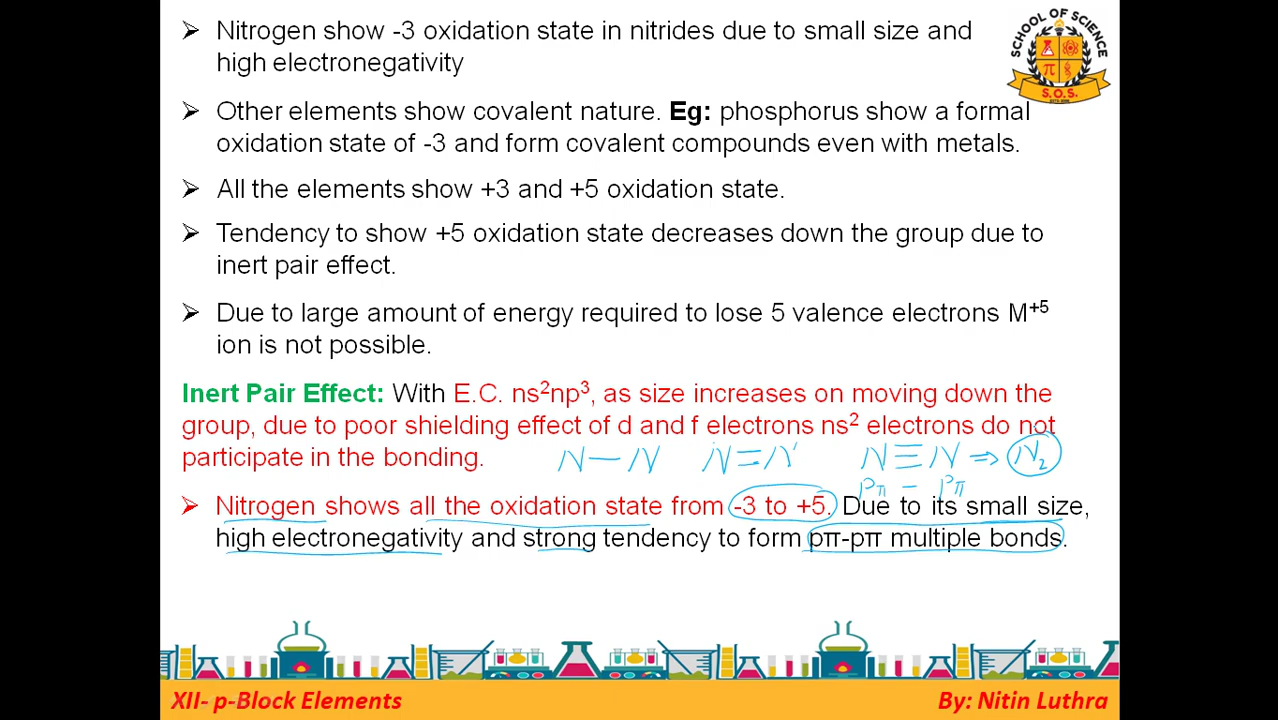 ➢ Nitrogen show -3 oxidation state in nitrides due to small size and
high electronegativity
SCHOOL OF SCIENCE
π
S.O.S.
➢ Other elements show covalent nature. Eg: phosphorus show a formal
oxidation state of -3 and form covalent compounds even with metals.
➢ All the elements show +3 and +5 oxidation state.
➢ Tendency to show +5 oxidation state decreases down the group due to
inert pair effect.
➢ Due to large amount of energy required to lose 5 valence electrons M⁺⁵
ion is not possible.
Inert Pair Effect: With E.C. ns²np³, as size increases on moving down the
group, due to poor shielding effect of d and f electrons ns² electrons do not
participate in the bonding.
N—N N=N N≡N ⇒ N₂
pπ – pπ
➢ Nitrogen shows all the oxidation state from -3 to +5. Due to its small size,
high electronegativity and strong tendency to form pπ-pπ multiple bonds.
XII- p-Block Elements
By: Nitin Luthra